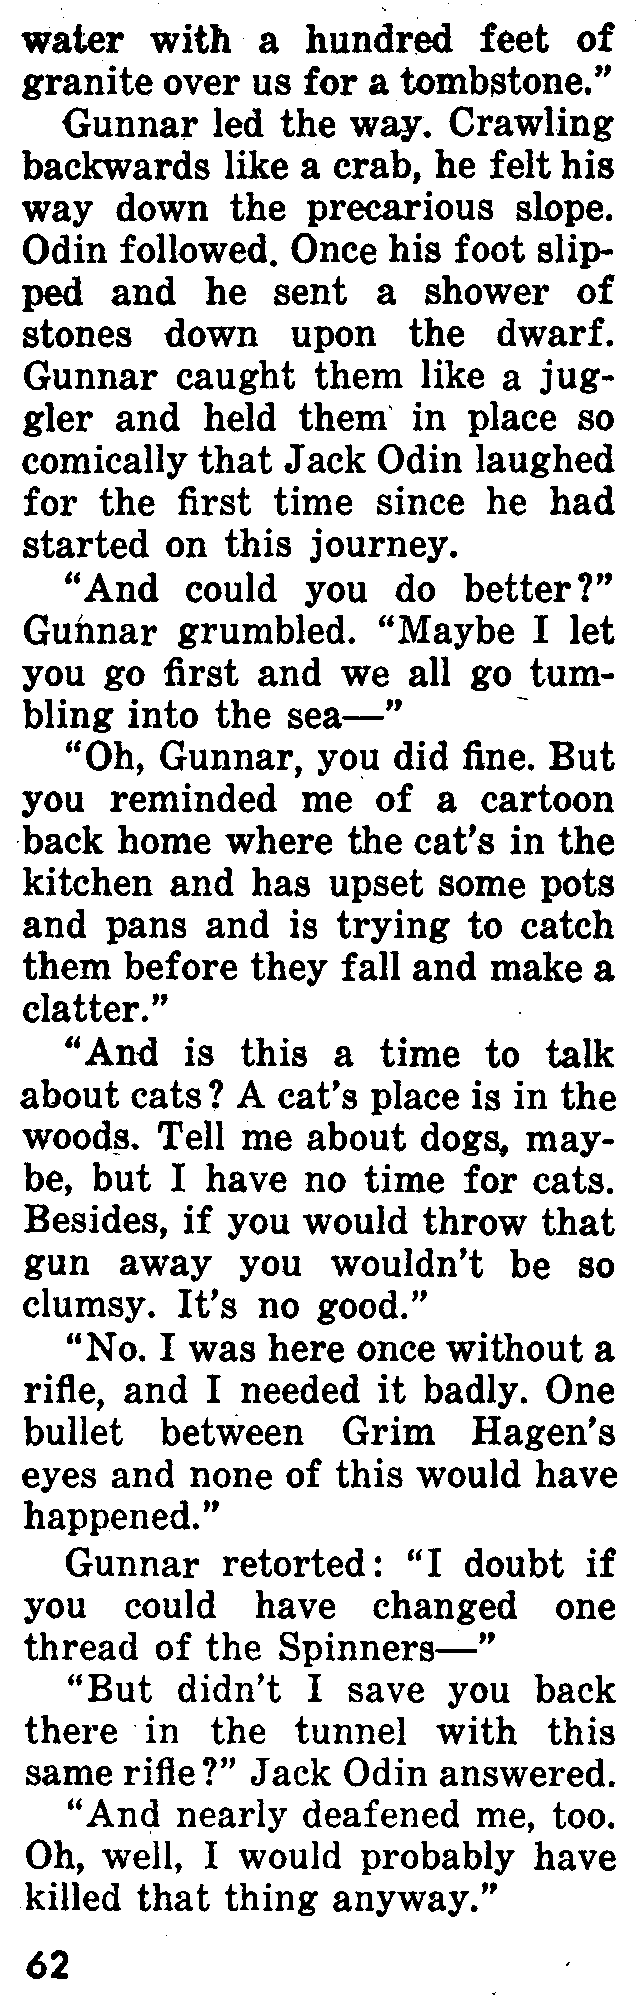 water with a hundred feet of
granite over us for a tombstone.”
Gunnar led the way. Crawling
backwards like a crab, he felt his
way down the precarious slope.
Odin followed. Once his foot slip-
ped and he sent a shower of
stones down upon the dwarf.
Gunnar caught them like a jug-
gler and held them in place so
comically that Jack Odin laughed
for the first time since he had
started on this journey.
“And could you do better?”
Gunnar grumbled. “Maybe I let
you go first and we all go tum-
bling into the sea—”
“Oh, Gunnar, you did fine. But
you reminded me of a cartoon
back home where the cat's in the
kitchen and has upset some pots
and pans and is trying to catch
them before they fall and make a
clatter.”
“And is this a time to talk
about cats? A cat's place is in the
woods. Tell me about dogs, may-
be, but I have no time for cats.
Besides, if you would throw that
gun away you wouldn't be so
clumsy. It's no good.”
“No. I was here once without a
rifle, and I needed it badly. One
bullet between Grim Hagen's
eyes and none of this would have
happened.”
Gunnar retorted: “I doubt if
you could have changed one
thread of the Spinners—”
“But didn't I save you back
there in the tunnel with this
same rifle?” Jack Odin answered.
“And nearly deafened me, too.
Oh, well, I would probably have
killed that thing anyway.”
62